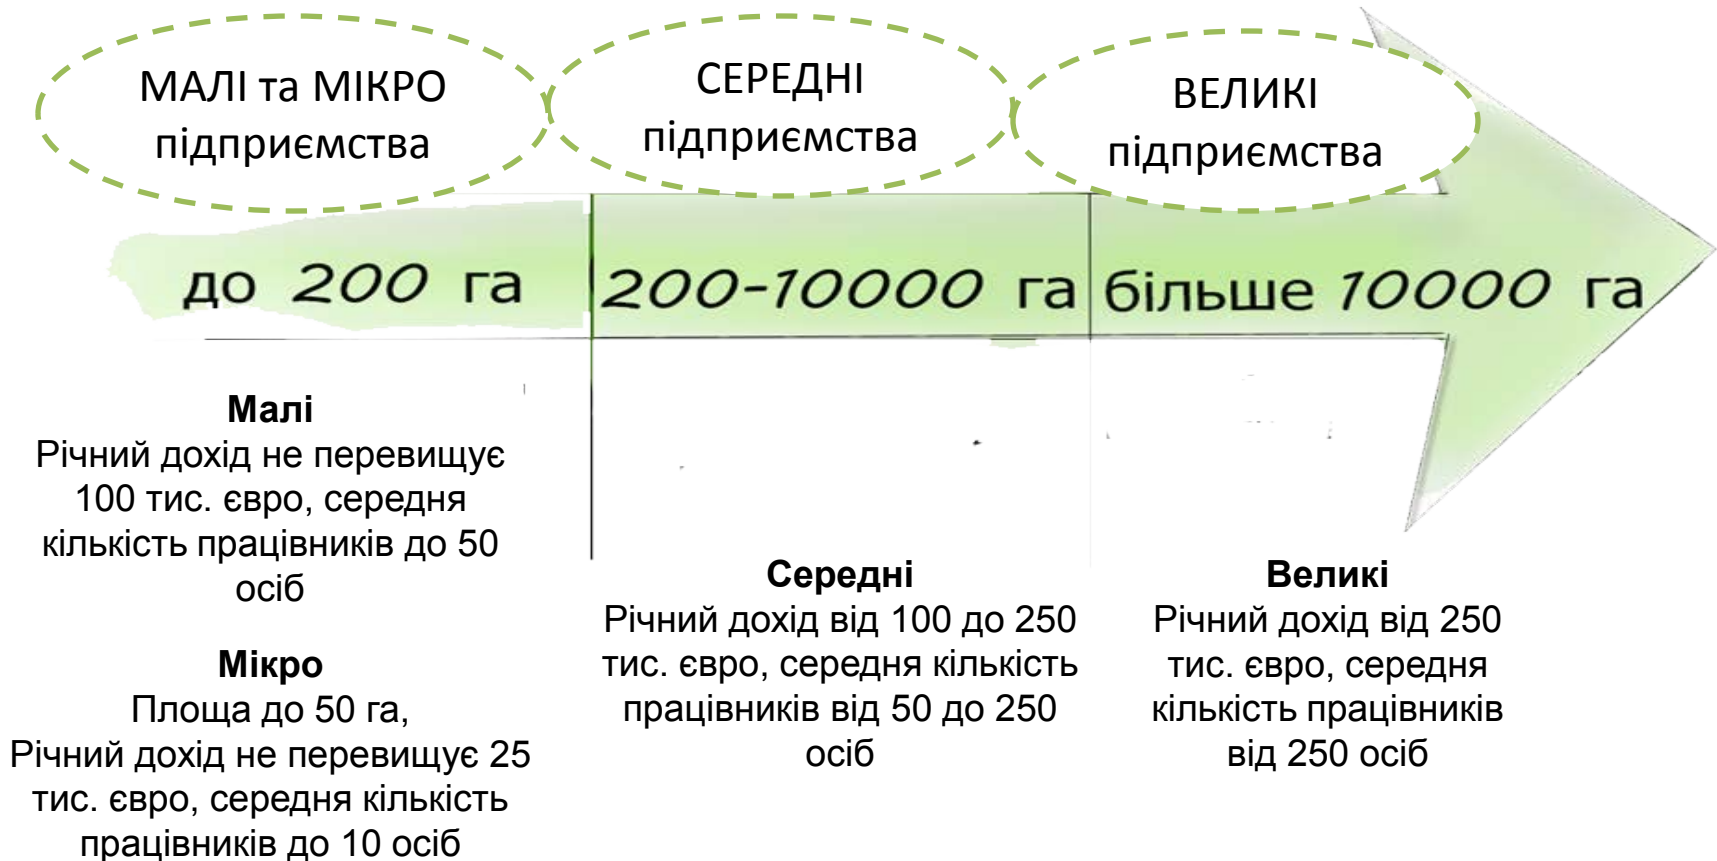 МАЛІ та МІКРО
підприємства
СЕРЕДНІ
підприємства
ВЕЛИКІ
підприємства
до 200 га
200-10000 га
більше 10000 га
Малі
Річний дохід не перевищує
100 тис. євро, середня
кількість працівників до 50
осіб
Мікро
Площа до 50 га,
Річний дохід не перевищує 25
тис. євро, середня кількість
працівників до 10 осіб
Середні
Річний дохід від 100 до 250
тис. євро, середня кількість
працівників від 50 до 250
осіб
Великі
Річний дохід від 250
тис. євро, середня
кількість працівників
від 250 осіб